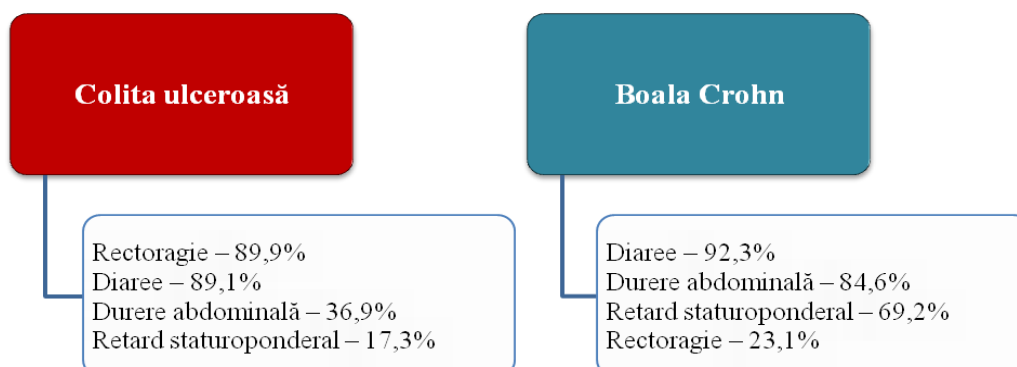 Colita ulceroasă
Rectoragie – 89,9%
Diaree – 89,1%
Durere abdominală – 36,9%
Retard staturoponderal – 17,3%
Boala Crohn
Diaree – 92,3%
Durere abdominală – 84,6%
Retard staturoponderal – 69,2%
Rectoragie – 23,1%